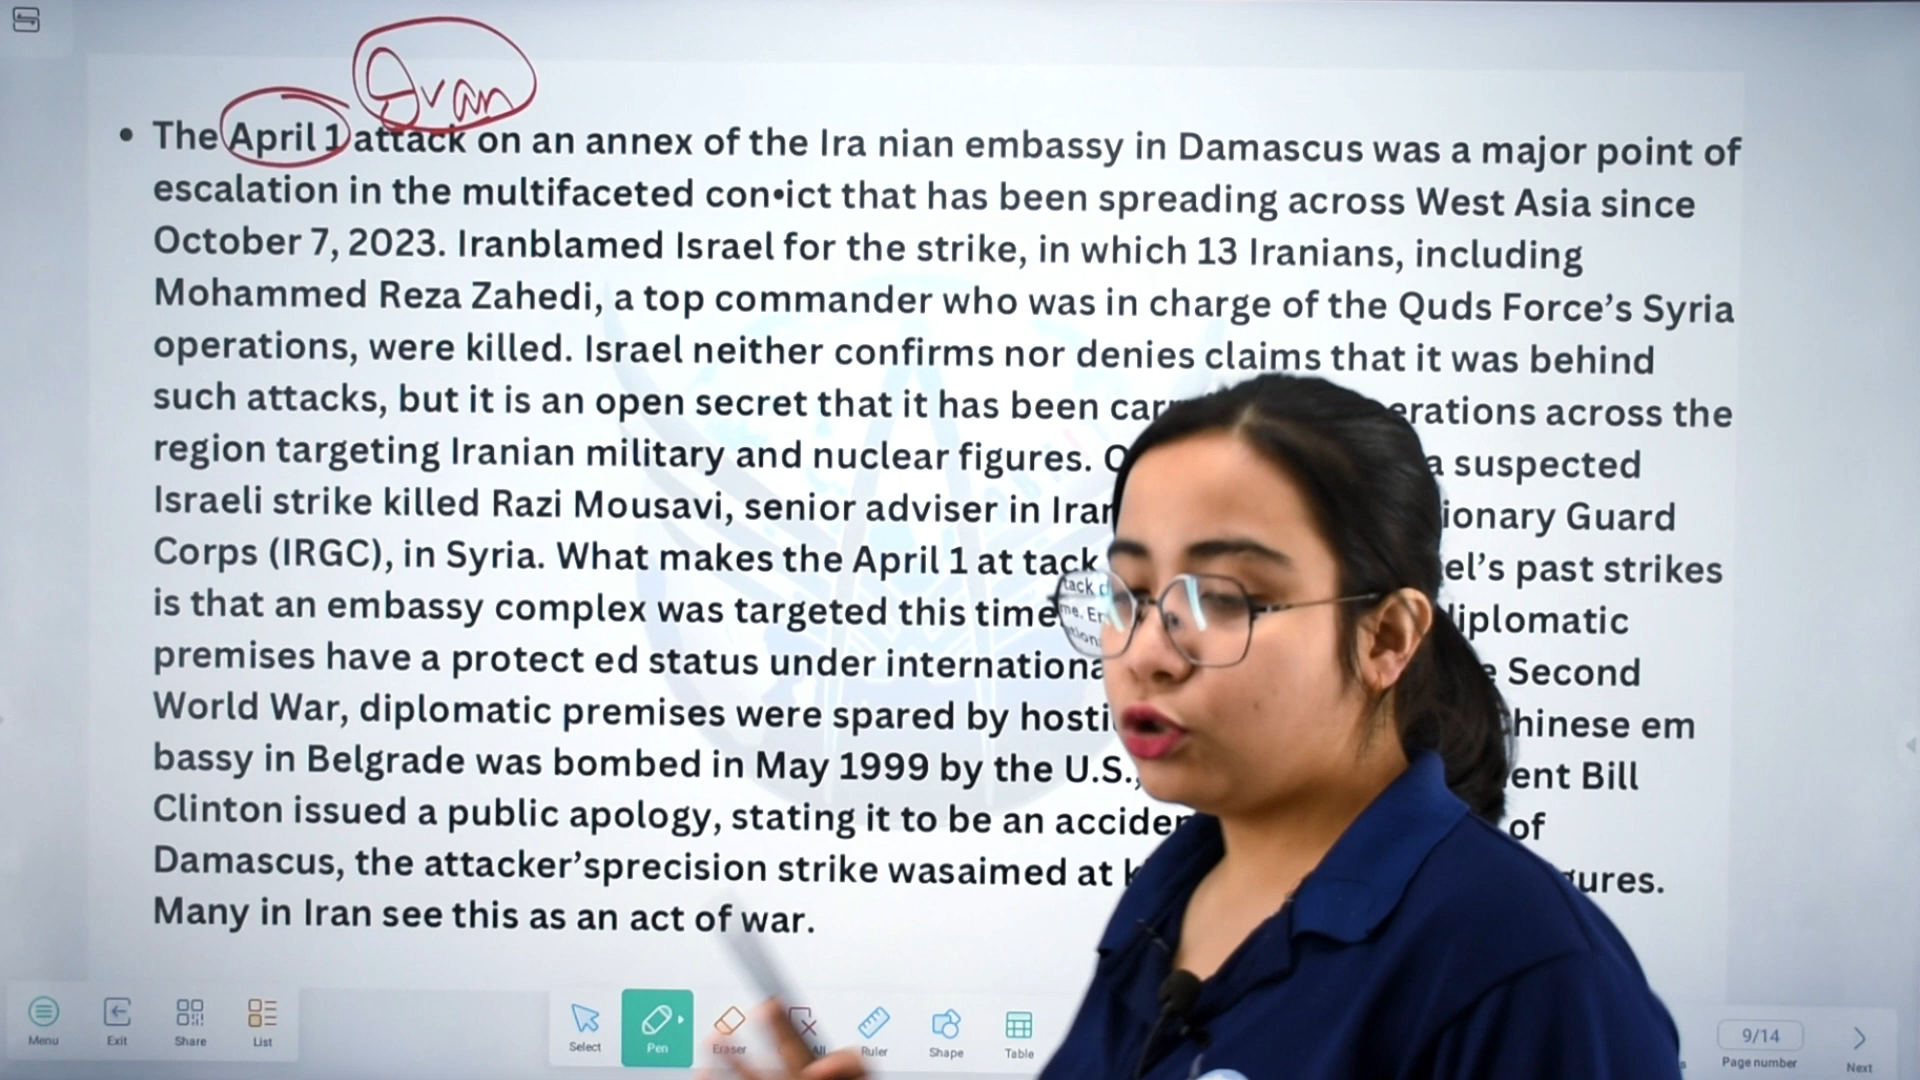 Iran
• The April 1 attack on an annex of the Ira nian embassy in Damascus was a major point of
escalation in the multifaceted con•ict that has been spreading across West Asia since
October 7, 2023. Iranblamed Israel for the strike, in which 13 Iranians, including
Mohammed Reza Zahedi, a top commander who was in charge of the Quds Force’s Syria
operations, were killed. Israel neither confirms nor denies claims that it was behind
such attacks, but it is an open secret that it has been car erations across the
region targeting Iranian military and nuclear figures. a suspected
Israeli strike killed Razi Mousavi, senior adviser in Iran ionary Guard
Corps (IRGC), in Syria. What makes the April 1 at tack el’s past strikes
is that an embassy complex was targeted this time. diplomatic
premises have a protect ed status under internationa Second
World War, diplomatic premises were spared by hosti hinese em
bassy in Belgrade was bombed in May 1999 by the U.S., ent Bill
Clinton issued a public apology, stating it to be an acciden of
Damascus, the attacker’sprecision strike wasaimed at ures.
Many in Iran see this as an act of war.
Menu Exit Share List Select Pen Eraser All Ruler Shape Table 9/14 Page number Next